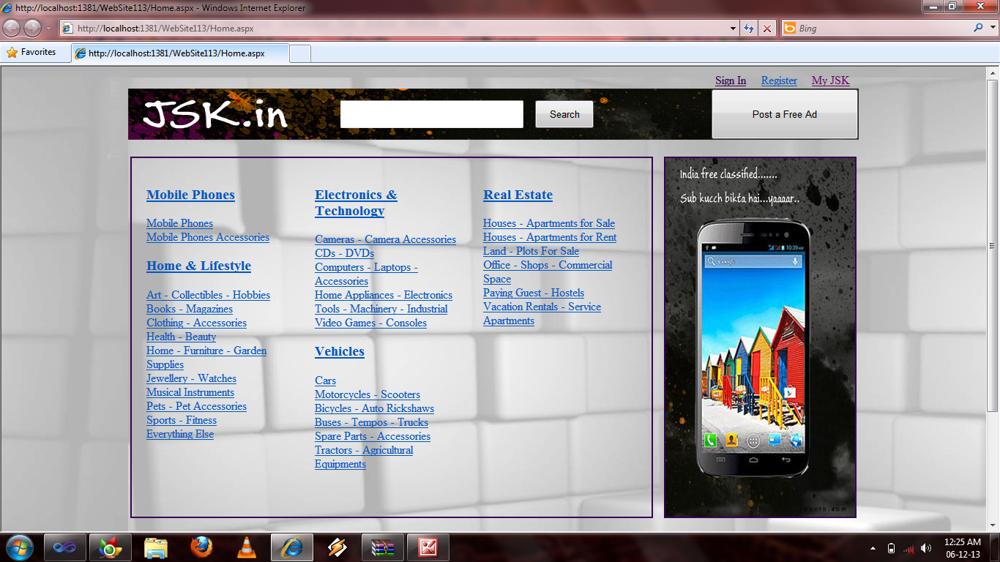 http://localhost:1381/WebSite113/Home.aspx - Windows Internet Explorer
http://localhost:1381/WebSite113/Home.aspx
Bing
Favorites
http://localhost:1381/WebSite113/Home.aspx
Sign In Register My JSK
JSK.in
Search
Post a Free Ad
Mobile Phones
Mobile Phones
Mobile Phones Accessories
Home & Lifestyle
Art - Collectibles - Hobbies
Books - Magazines
Clothing - Accessories
Health - Beauty
Home - Furniture - Garden
Supplies
Jewellery - Watches
Musical Instruments
Pets - Pet Accessories
Sports - Fitness
Everything Else
Electronics &
Technology
Cameras - Camera Accessories
CDs - DVDs
Computers - Laptops -
Accessories
Home Appliances - Electronics
Tools - Machinery - Industrial
Video Games - Consoles
Vehicles
Cars
Motorcycles - Scooters
Bicycles - Auto Rickshaws
Buses - Tempos - Trucks
Spare Parts - Accessories
Tractors - Agricultural
Equipments
Real Estate
Houses - Apartments for Sale
Houses - Apartments for Rent
Land - Plots For Sale
Office - Shops - Commercial
Space
Paying Guest - Hostels
Vacation Rentals - Service
Apartments
India free classified.......
Sub kucch bikta hai...yaaaar..
10:39 AM
Google
12:25 AM
06-12-13